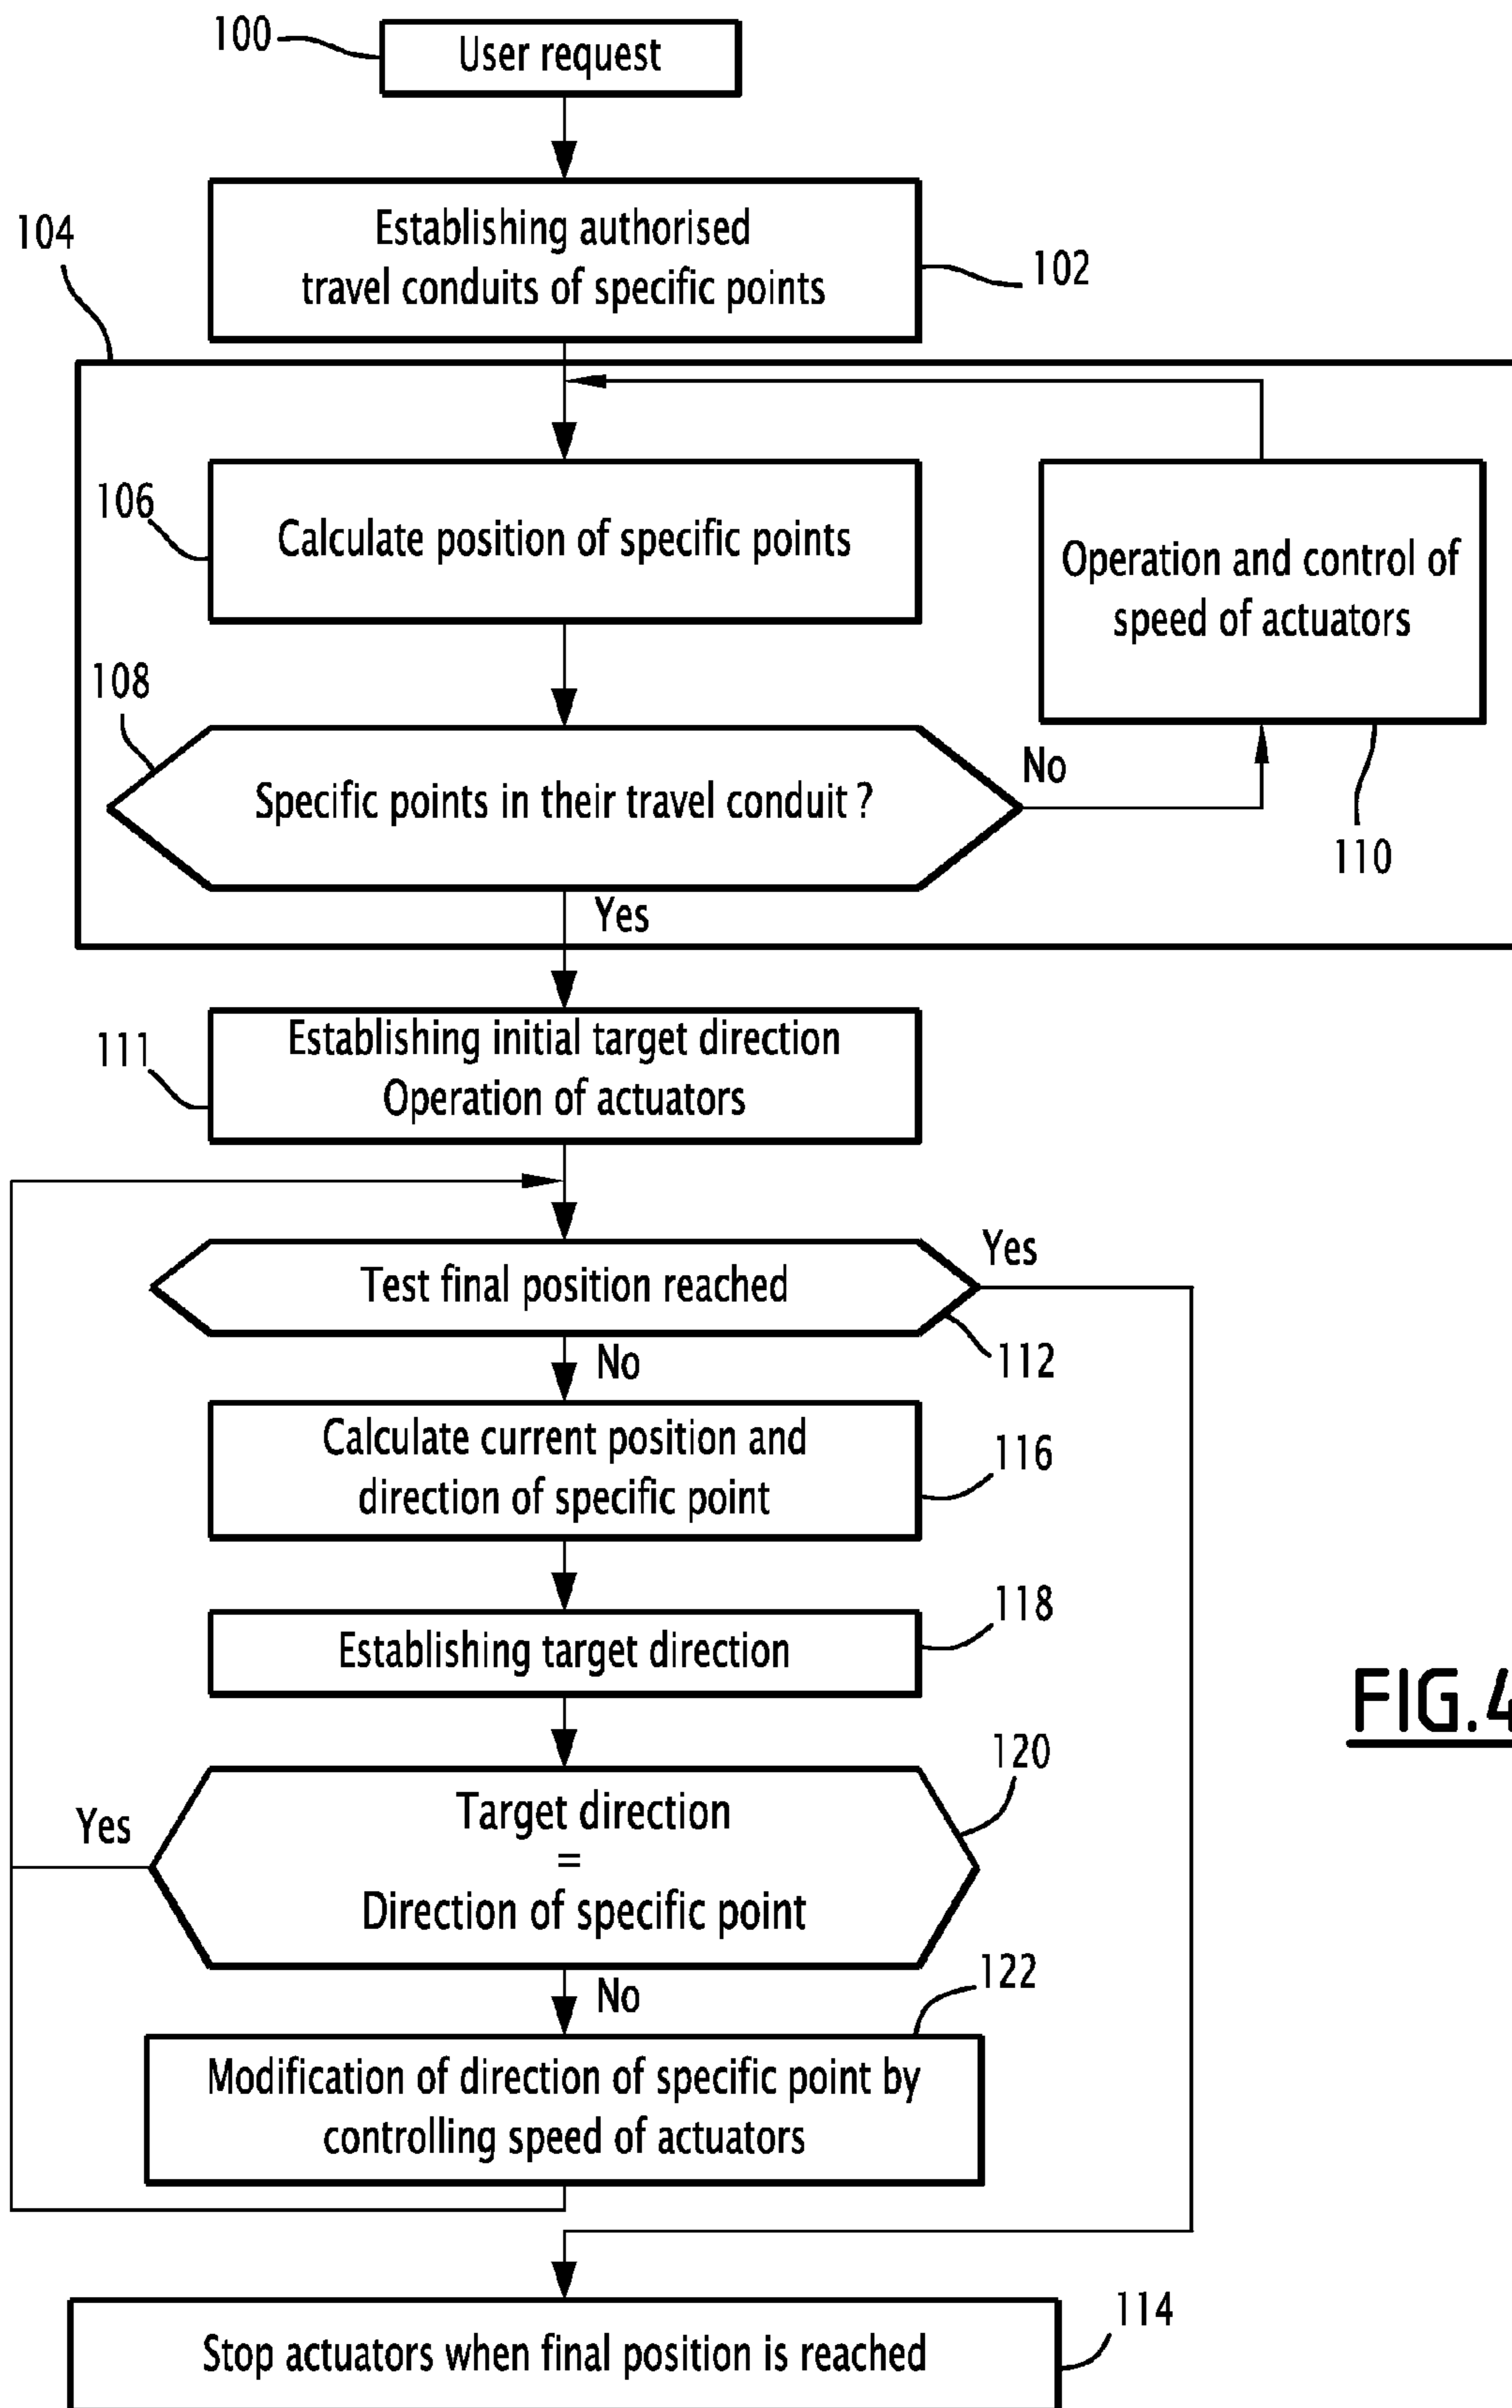 100
User request
Establishing authorised
travel conduits of specific points
102
104
106
Calculate position of specific points
Operation and control of
speed of actuators
108
Specific points in their travel conduit ?
No
110
Yes
111
Establishing initial target direction
Operation of actuators
Test final position reached
Yes
112
No
Calculate current position and
direction of specific point
116
118
Establishing target direction
FIG.4
120
Yes
Target direction
=
Direction of specific point
No
122
Modification of direction of specific point by
controlling speed of actuators
114
Stop actuators when final position is reached